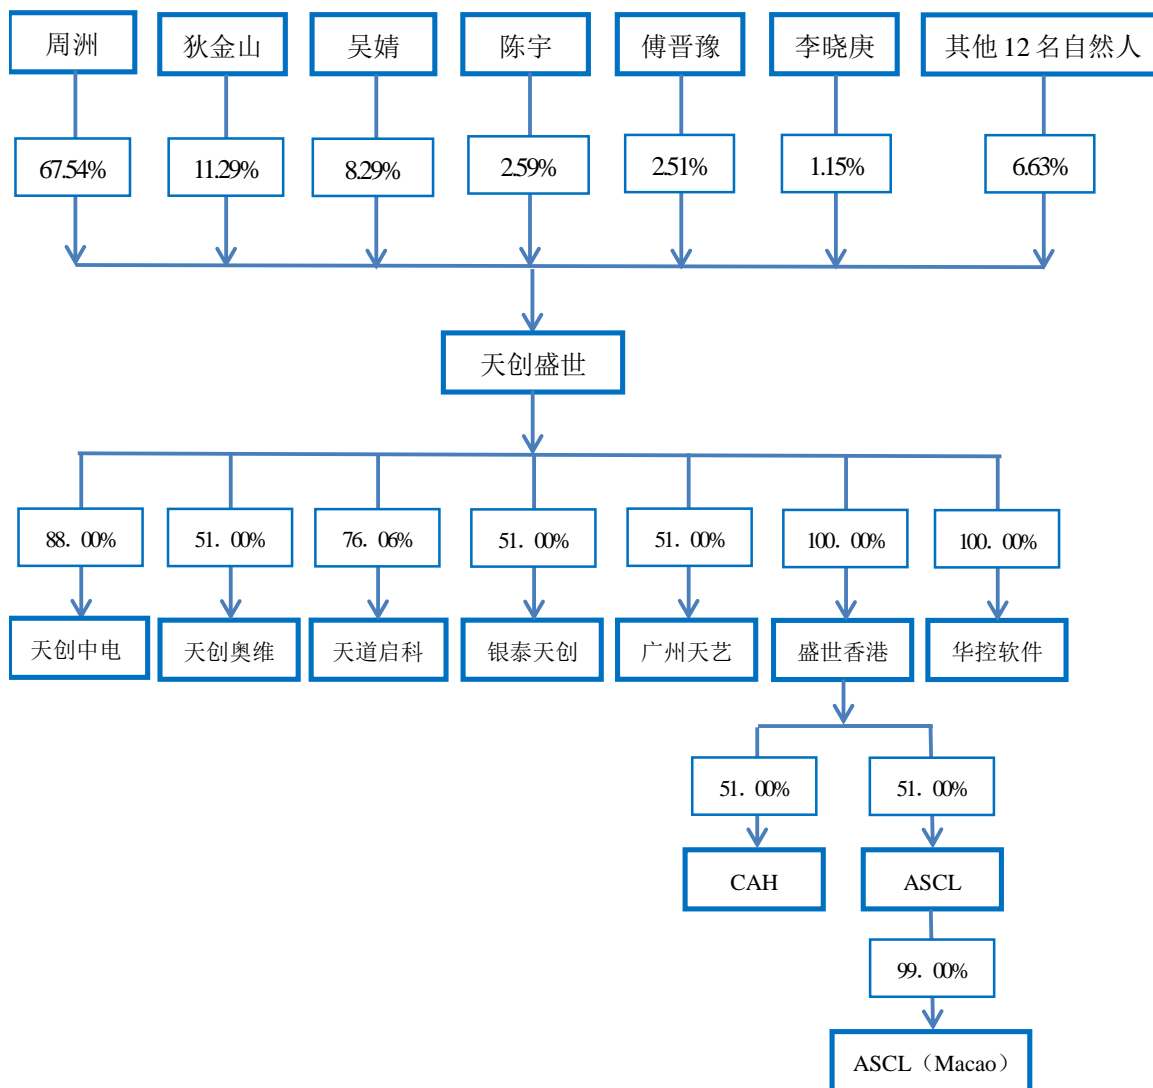 周洲
狄金山
吴婧
陈宇
傅晋豫
李晓庚
其他 12 名自然人
67.54%
11.29%
8.29%
2.59%
2.51%
1.15%
6.63%
天创盛世
88．00%
51．00%
76．06%
51．00%
51．00%
100．00%
100．00%
天创中电
天创奥维
天道启科
银泰天创
广州天艺
盛世香港
华控软件
51．00%
51．00%
CAH
ASCL
99．00%
ASCL（Macao）